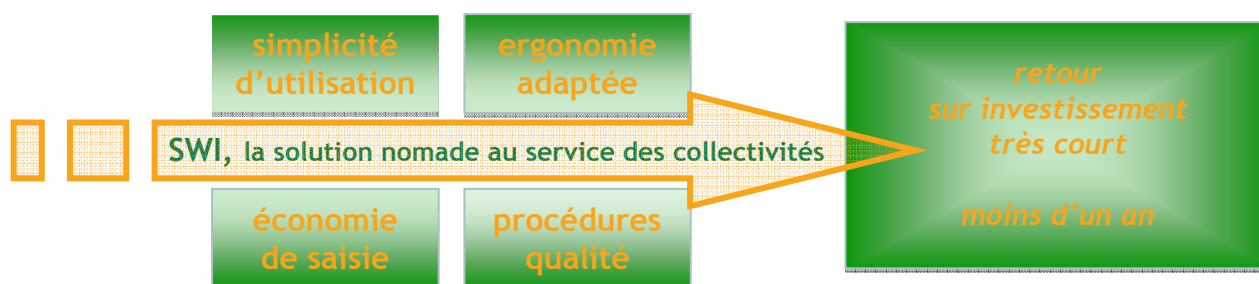 simplicité
d’utilisation
ergonomie
adaptée
SWI, la solution nomade au service des collectivités
économie
de saisie
procédures
qualité
retour
sur investissement
très court
moins d’un an